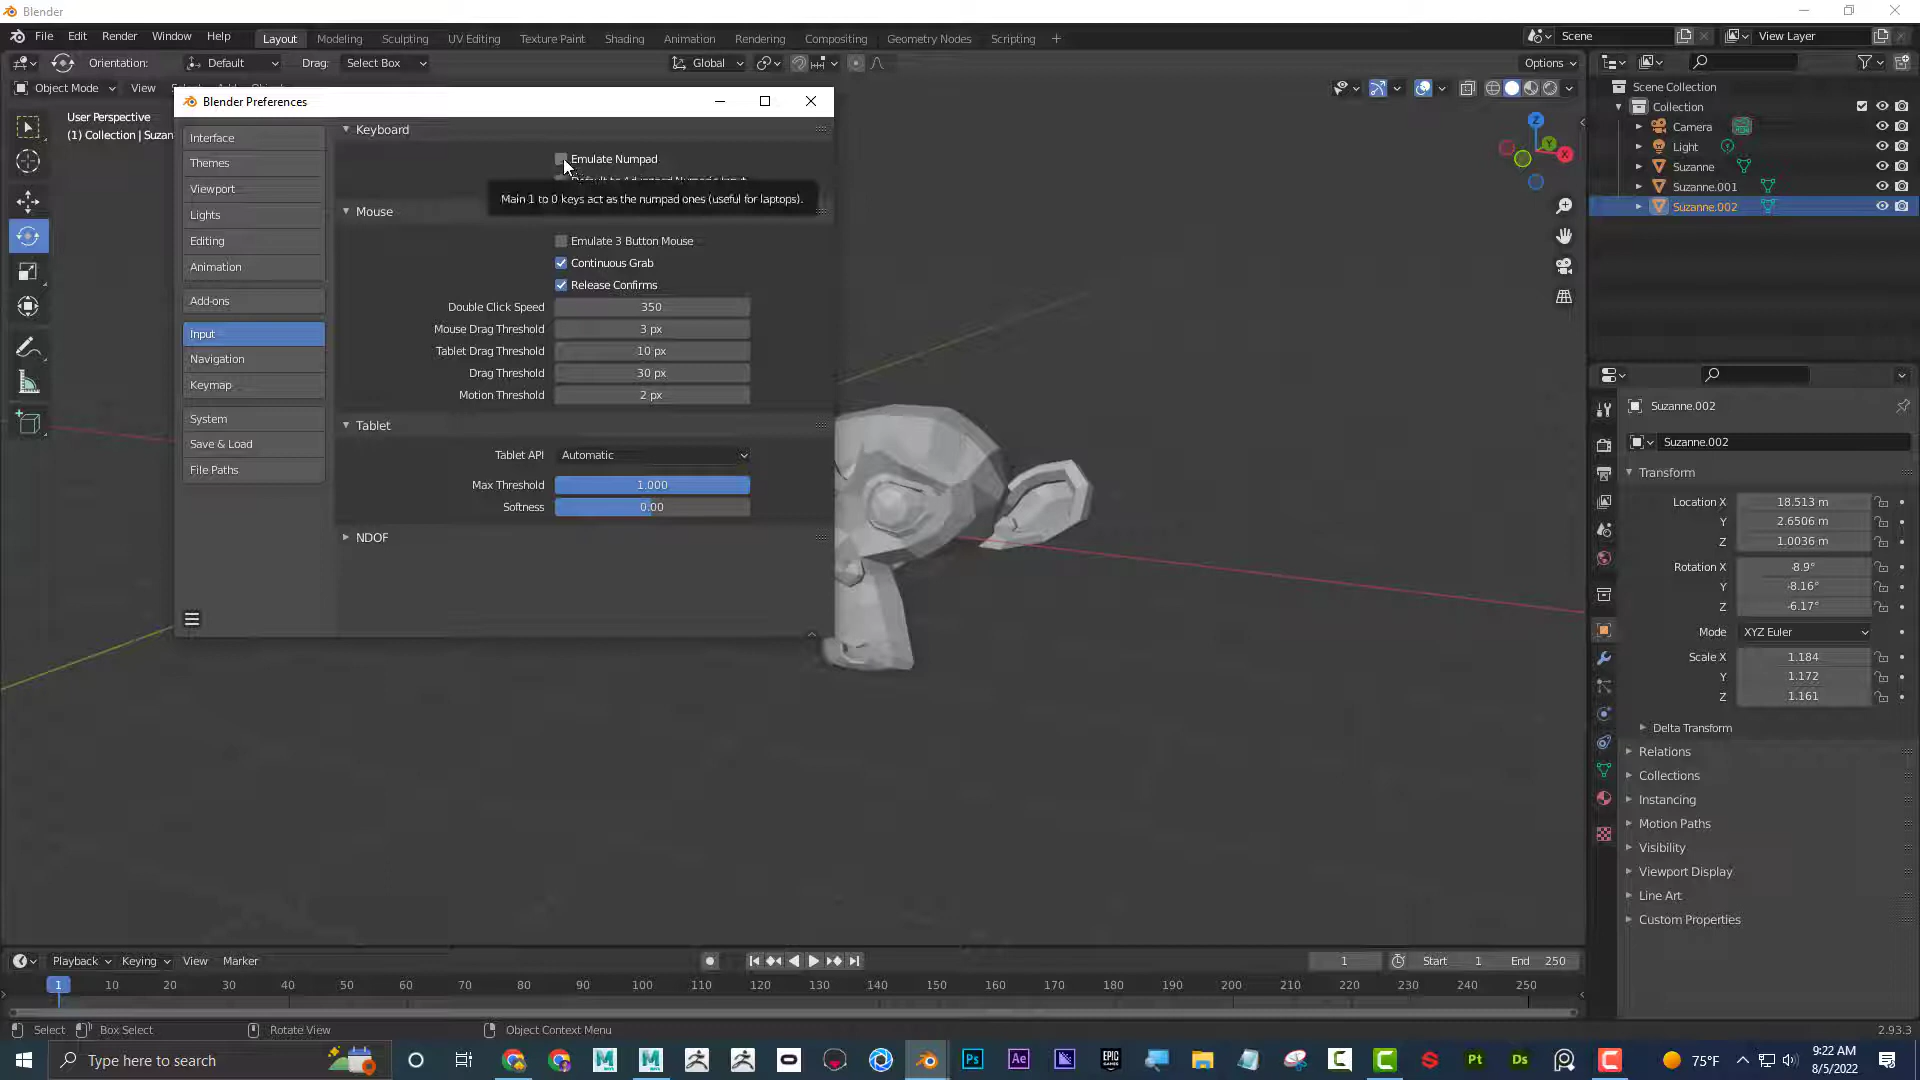 Blender
File Edit Render Window Help Layout Modeling Sculpting UV Editing Texture Paint Shading Animation Rendering Compositing Geometry Nodes Scripting + Scene View Layer
Orientation: Default Drag: Select Box Global Options
Object Mode View
User Perspective
(1) Collection | Suzan
Blender Preferences
Interface
Themes
Viewport
Lights
Editing
Animation
Add-ons
Input
Navigation
Keymap
System
Save & Load
File Paths
Keyboard
Emulate Numpad
Main 1 to 0 keys act as the numpad ones (useful for laptops).
Mouse
Emulate 3 Button Mouse
Continuous Grab
Release Confirms
Double Click Speed 350
Mouse Drag Threshold 3 px
Tablet Drag Threshold 10 px
Drag Threshold 30 px
Motion Threshold 2 px
Tablet
Tablet API Automatic
Max Threshold 1.000
Softness 0.00
NDOF
Z
Y
X
Scene Collection
Collection
Camera
Light
Suzanne
Suzanne.001
Suzanne.002
Suzanne.002
Suzanne.002
Transform
Location X 18.513 m
Y 2.6506 m
Z 1.0036 m
Rotation X -8.9°
Y -8.16°
Z -6.17°
Mode XYZ Euler
Scale X 1.184
Y 1.172
Z 1.161
Delta Transform
Relations
Collections
Instancing
Motion Paths
Visibility
Viewport Display
Line Art
Custom Properties
Playback Keying View Marker 1 Start 1 End 250
1 10 20 30 40 50 60 70 80 90 100 110 120 130 140 150 160 170 180 190 200 210 220 230 240 250
Select Box Select Rotate View Object Context Menu 2.93.3
Type here to search M M Ps Ae EPIC GAMES C C S Pt Ds C 75°F 9:22 AM
8/5/2022